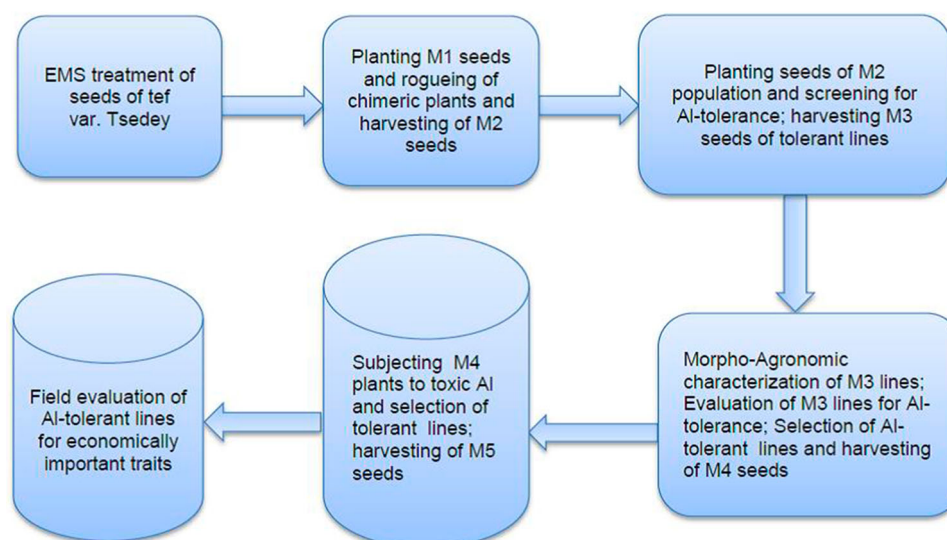 EMS treatment of
seeds of tef
var. Tsedey
Planting M1 seeds
and rogueing of
chimeric plants and
harvesting of M2
seeds
Planting seeds of M2
population and screening for
Al-tolerance; harvesting M3
seeds of tolerant lines
Morpho-Agronomic
characterization of M3 lines;
Evaluation of M3 lines for Al-
tolerance; Selection of Al-
tolerant lines and harvesting
of M4 seeds
Subjecting M4
plants to toxic Al
and selection of
tolerant lines;
harvesting of M5
seeds
Field evaluation of
Al-tolerant lines
for economically
important traits